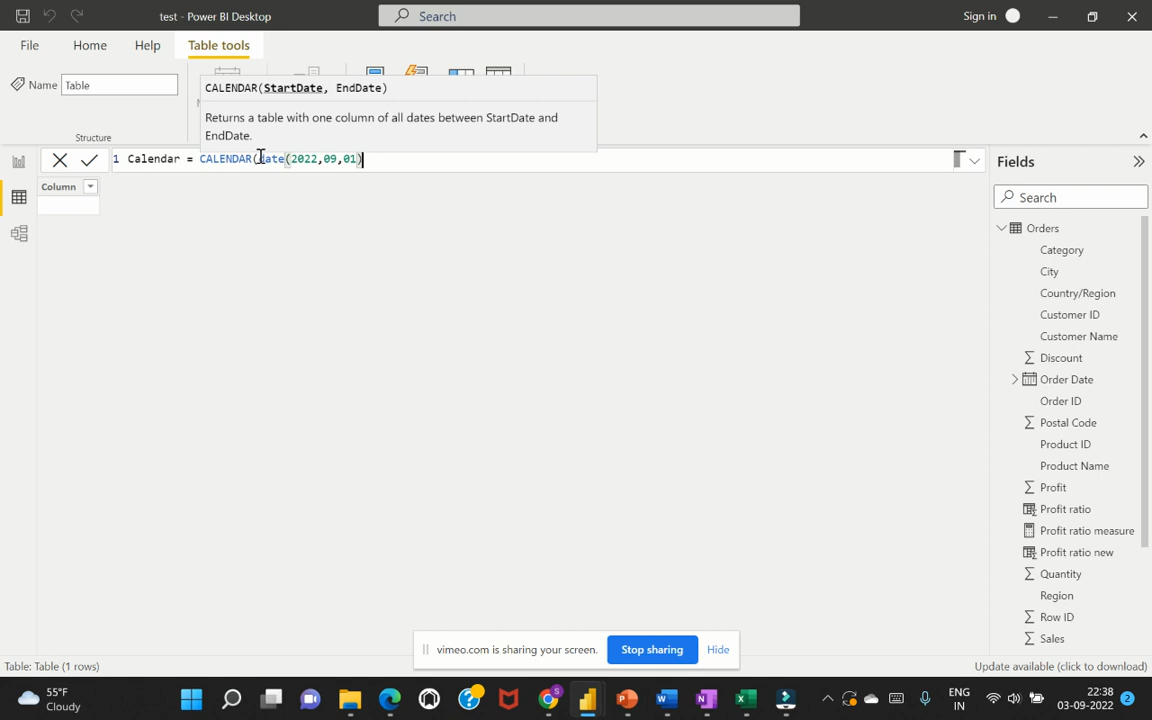 test - Power BI Desktop
Search
Sign in
File
Home
Help
Table tools
Name
Table
Structure
CALENDAR(StartDate, EndDate)
Returns a table with one column of all dates between StartDate and
EndDate.
1 Calendar = CALENDAR(date(2022,09,01)
Column
Fields
Search
Orders
Category
City
Country/Region
Customer ID
Customer Name
Discount
Order Date
Order ID
Postal Code
Product ID
Product Name
Profit
Profit ratio
Profit ratio measure
Profit ratio new
Quantity
Region
Row ID
Sales
vimeo.com is sharing your screen.
Stop sharing
Hide
Table: Table (1 rows)
Update available (click to download)
55°F
Cloudy
ENG
IN
22:38
03-09-2022
2